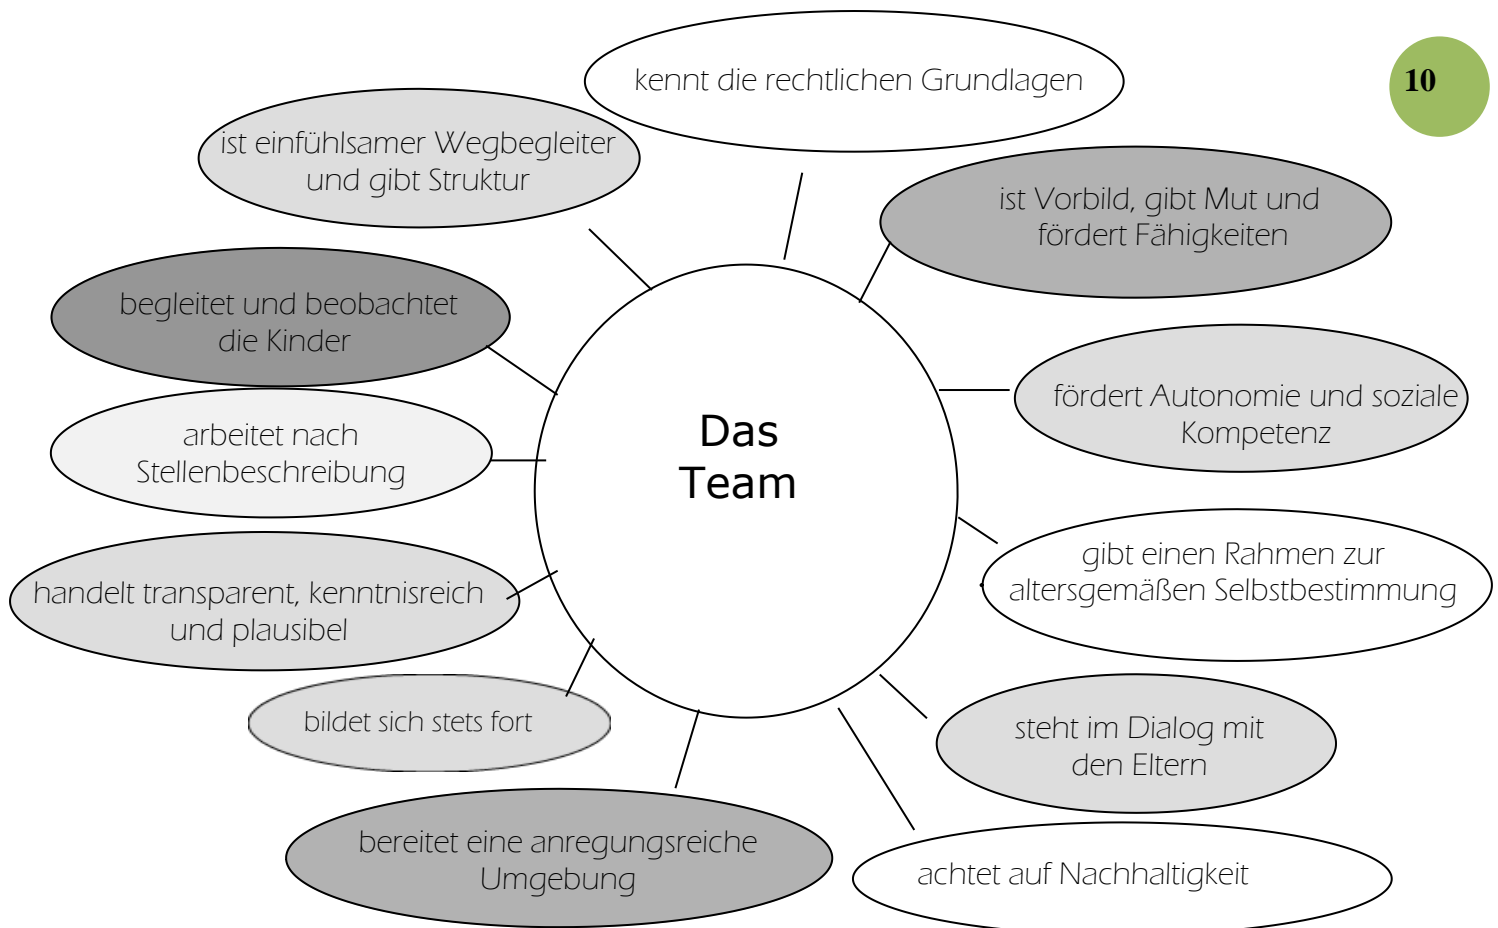 kennt die rechtlichen Grundlagen
10
ist einfühlsamer Wegbegleiter
und gibt Struktur
ist Vorbild, gibt Mut und
fördert Fähigkeiten
begleitet und beobachtet
die Kinder
fördert Autonomie und soziale
Kompetenz
arbeitet nach
Stellenbeschreibung
Das
Team
gibt einen Rahmen zur
altersgemäßen Selbstbestimmung
handelt transparent, kenntnisreich
und plausibel
bildet sich stets fort
steht im Dialog mit
den Eltern
bereitet eine anregungsreiche
Umgebung
achtet auf Nachhaltigkeit